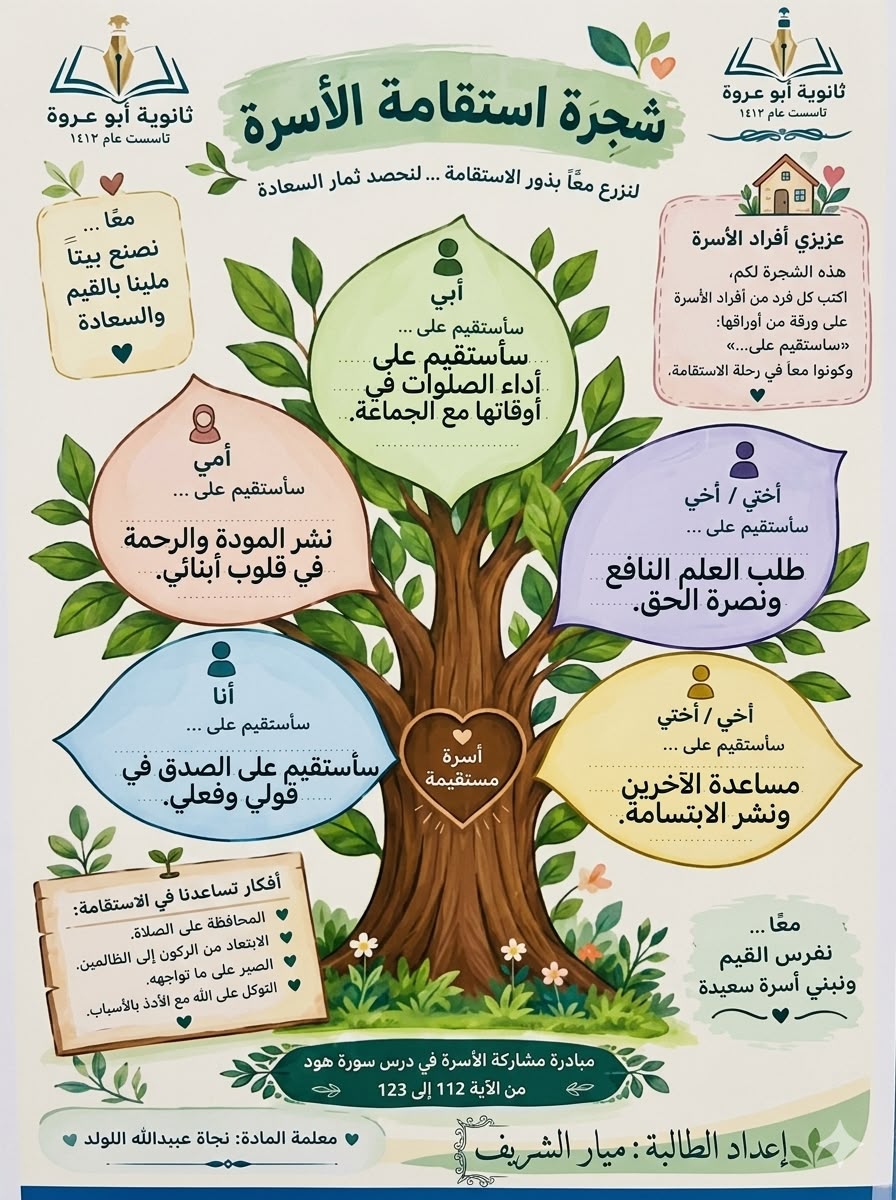 ثانوية أبو عروة
تاسست عام ١٤١٢
شجرَة استقامة الأسرة
لنزرع معًّاً بذور الاستقامة ... لنحصد ثمار السعادة
ثانوية أبو عروة
تاسست عام ١٤١٢
عزيزي أفراد الأسرة
هذه الشجرة لكم،
اكتب كل فرد من أفراد الأسرة
على ورقة من أوراقها:
«ساستقيم على...»
وكونوا معاً في رحلة الاستقامة.
معًا ...
نصنع بيتاً
ملينا بالقيم
والسعادة
أبي
سأستقيم على ...
سأستقيم على
أداء الصلوات في
أوقاتها مع الجماعة.
أختي / أخي
سأستقيم على ...
طلب العلم النافع
ونصرة الحق.
أمي
سأستقيم على ...
نشر المودة والرحمة
في قلوب أبنائي.
أخي / أختي
سأستقيم على ...
مساعدة الآخرين
ونشر الابتسامة.
أنا
سأستقيم على ...
سأستقيم على الصدق في
قولي وفعلي.
أسرة
مستقيمة
أفكار تساعدنا في الاستقامة:
المحافظة على الصلاة.
الابتعاد من الركون إلى الظالمين.
الصبر على ما تواجهه.
التوكل على الله مع الأذذ بالأسباب.
معًا ...
نفرس القيم
ونبني أسرة سعيدة
مبادرة مشاركة الأسرة في درس سورة هود
من الآية 112 إلى 123
معلمة المادة: نجاة عبيدالله اللولد
إعداد الطالبة : ميار الشريف